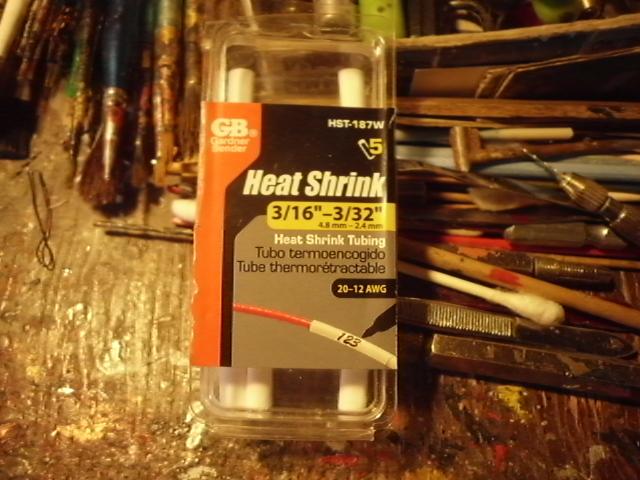 GB®
Gardner
Bender
HST-187W
5
Heat Shrink
3/16"–3/32"
4.8 mm – 2.4 mm
Heat Shrink Tubing
Tubo termoencogido
Tube thermorétractable
20–12 AWG
123